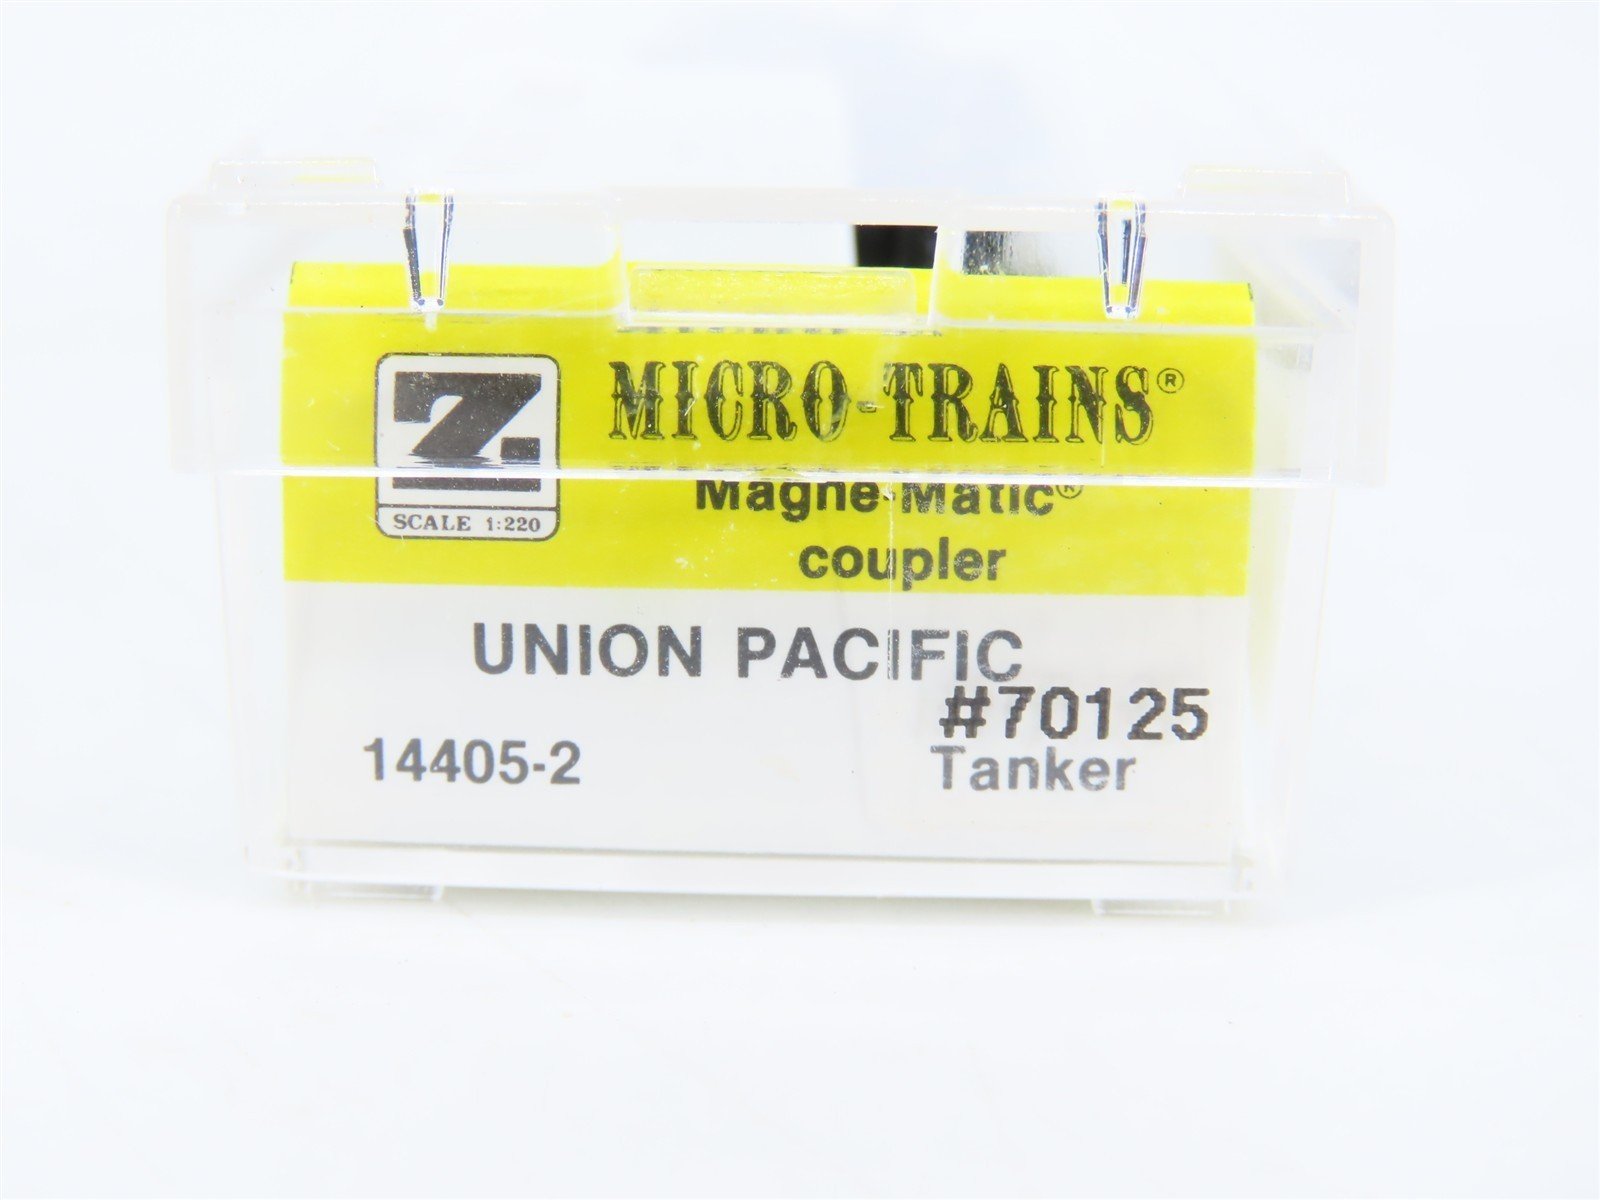 Z
SCALE 1:220
MICRO-TRAINS®
Magne-Matic®
coupler
UNION PACIFIC
#70125
14405-2
Tanker